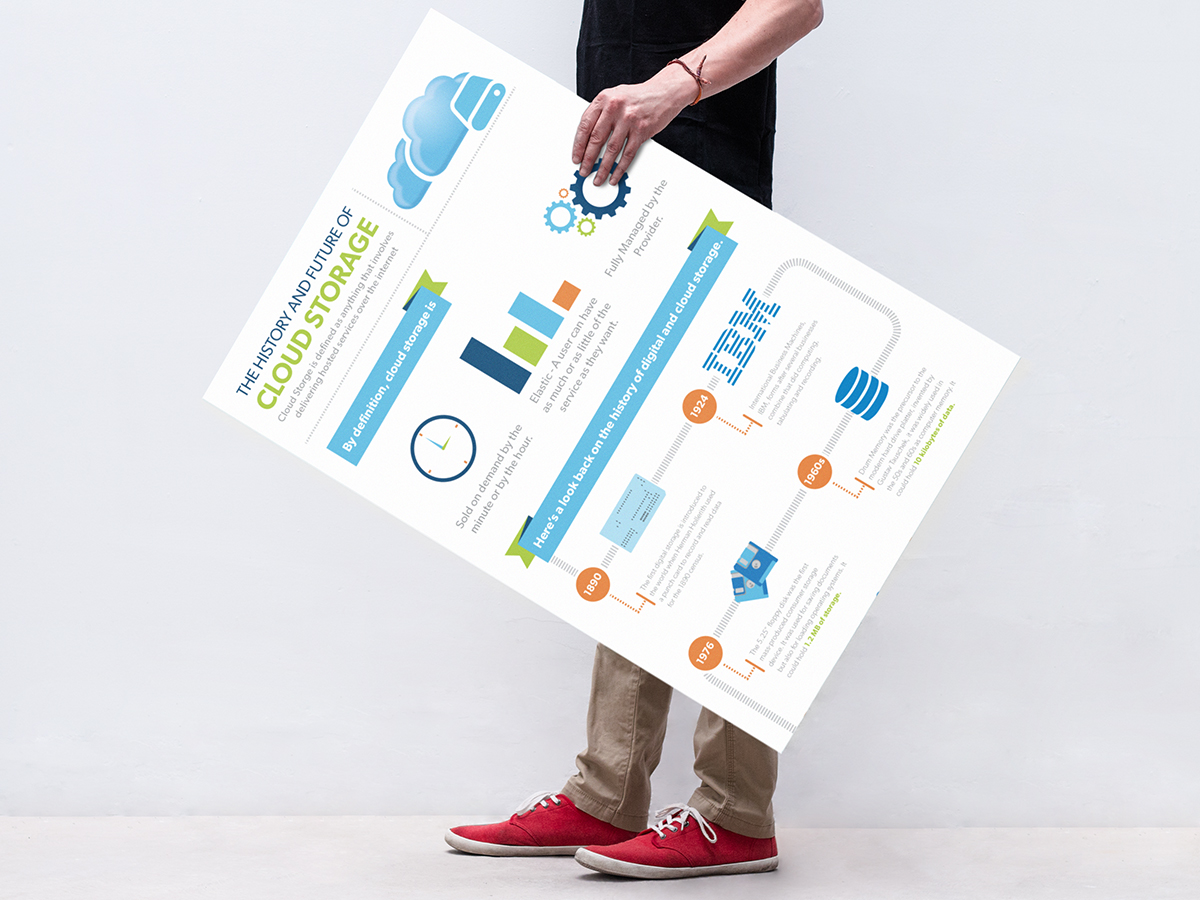 THE HISTORY AND FUTURE OF
CLOUD STORAGE
Cloud Storge is defined as anything that involves
delivering hosted services over the internet
By definition, cloud storage is
Sold on demand by the
minute or by the hour.
Elastic - A user can have
as much or as little of the
service as they want.
Fully Managed by the
Provider.
Here's a look back on the history of digital and cloud storage.
1890
The first digital storage is introduced to
the world when Herman Hollerith used
a punch card to record and read data
for the 1890 census.
1924
IBM
International Business Machines,
IBM, forms after several businesses
combine that did computing,
tabulating and recording.
1960s
Drum Memory was the precursor to the
modern hard drive platter, invented by
Gustav Tauschek, it was widely used in
the 50s and 60s as computer memory. It
could hold 10 kilobytes of data.
1976
The 5.25" floppy disk was the first
mass-produced consumer storage
device. It was used for saving documents
but also for loading operating systems. It
could hold 1.2 MB of storage.